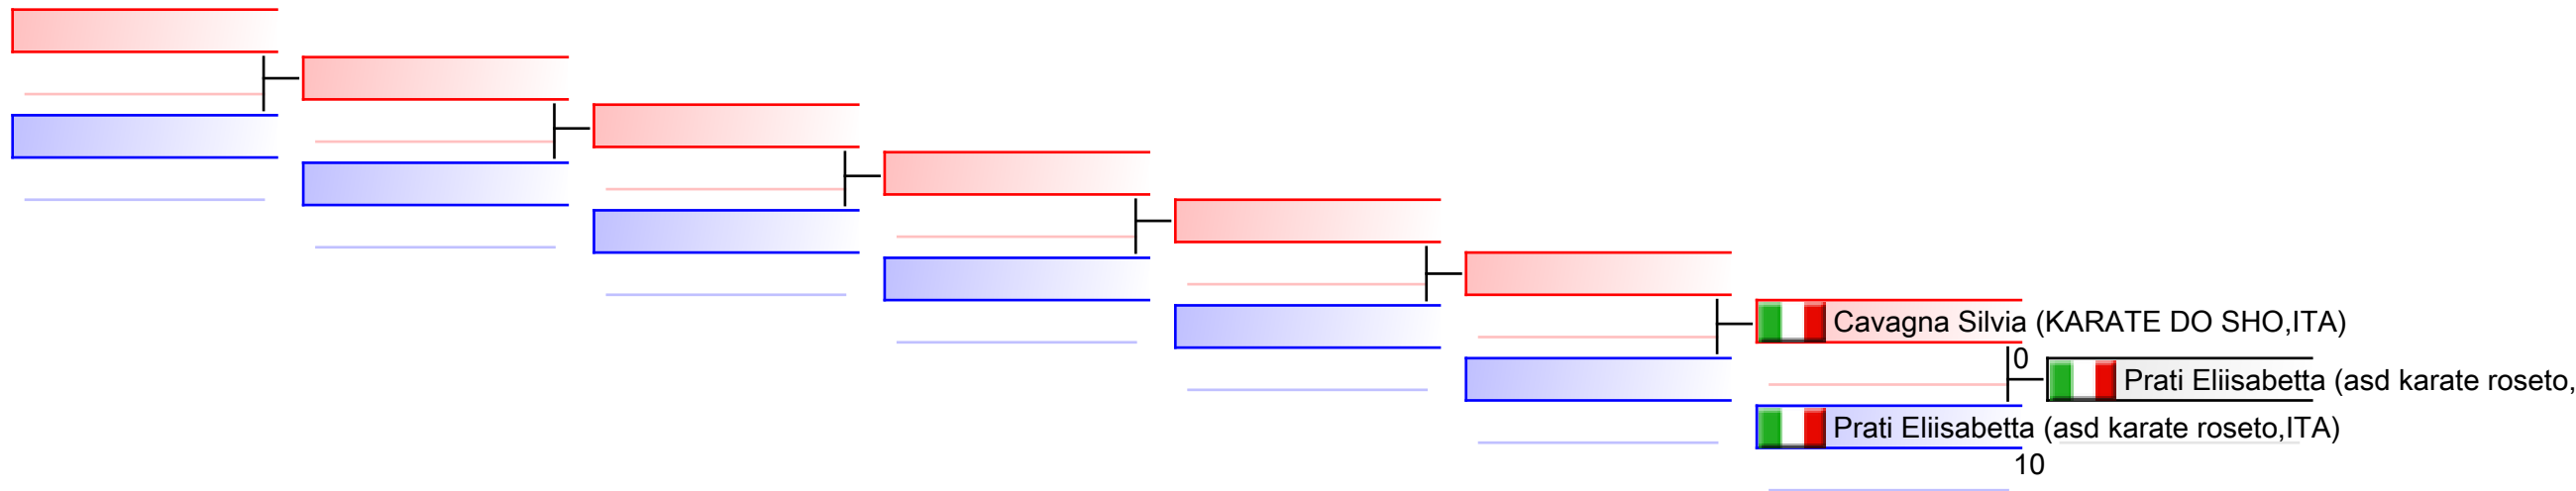 Cavagna Silvia (KARATE DO SHO,ITA)
0
Prati Eliisabetta (asd karate roseto,
Prati Eliisabetta (asd karate roseto,ITA)
10